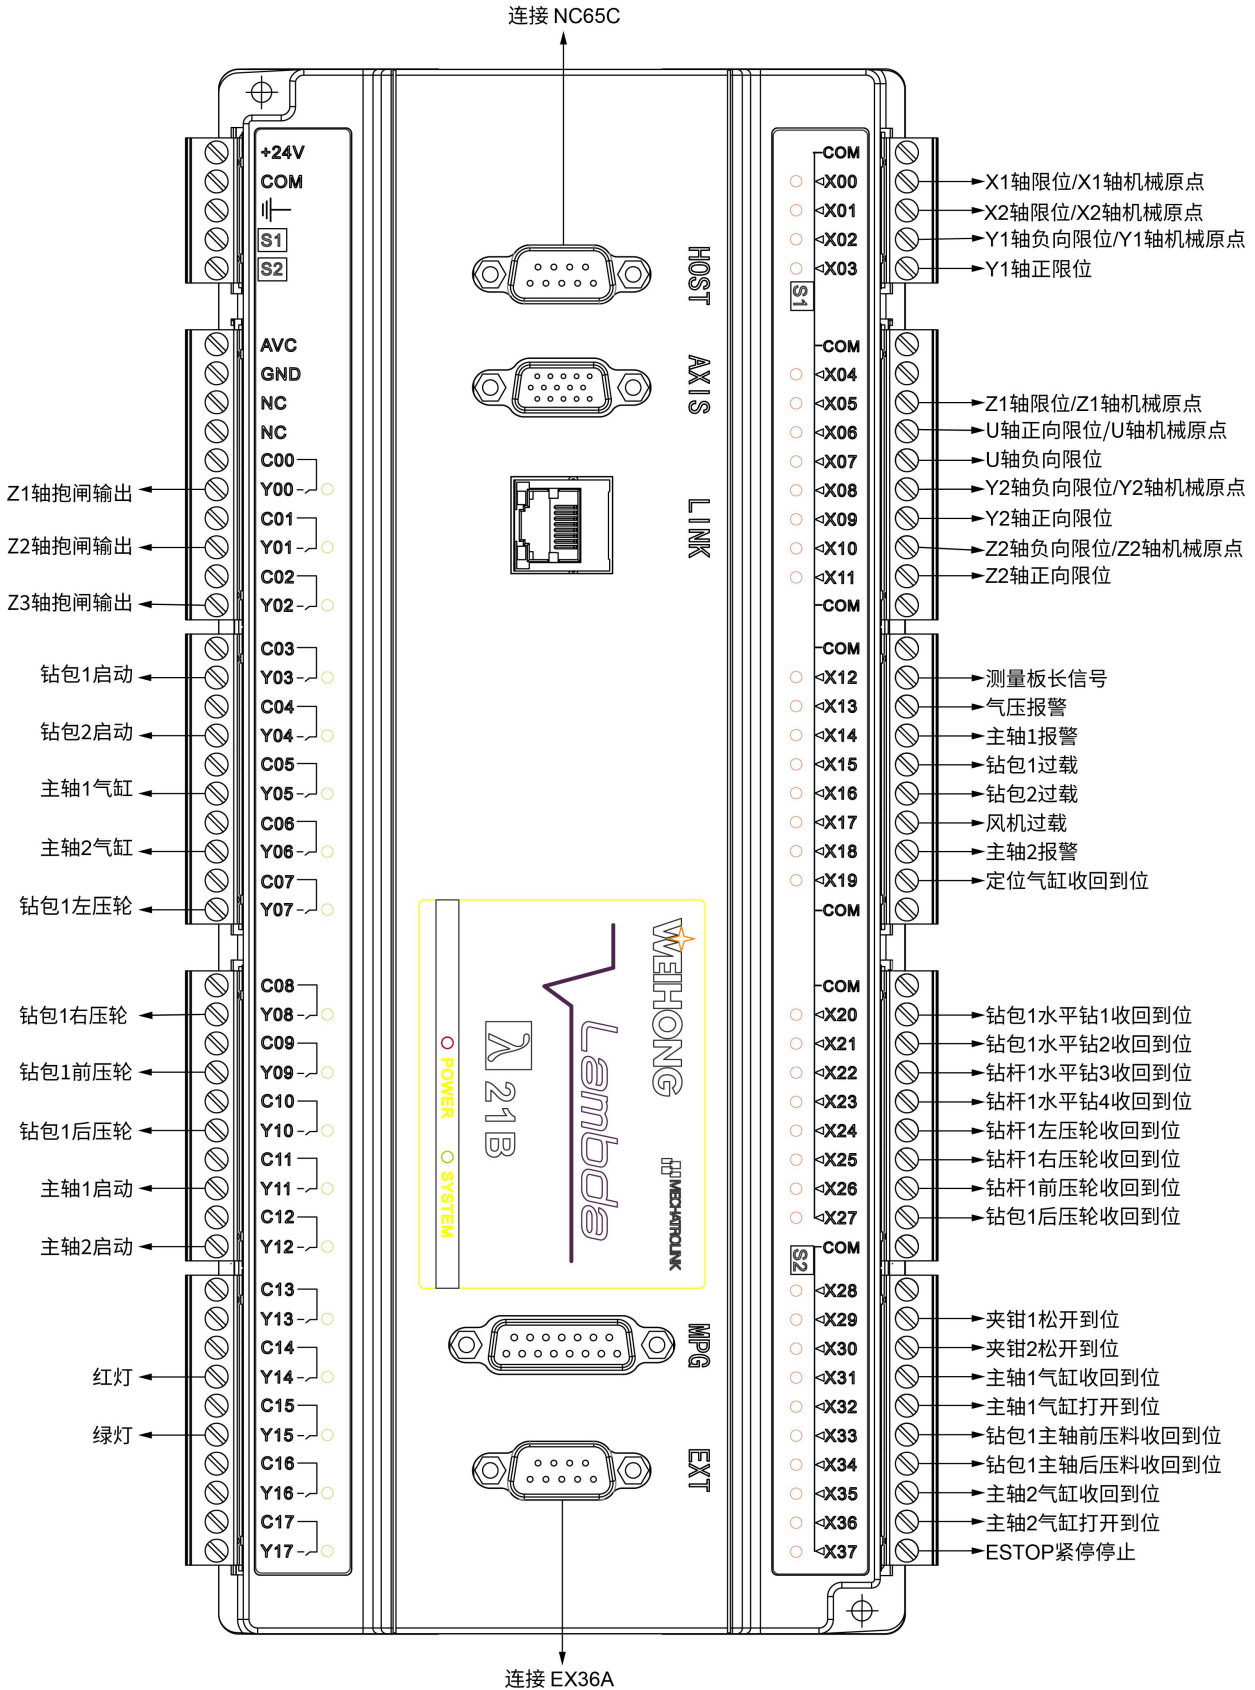 连接 NC65C
+24V
COM
S1
S2
AVC
GND
NC
NC
C00
Z1轴抱闸输出
Y00
C01
Z2轴抱闸输出
Y01
C02
Z3轴抱闸输出
Y02
C03
钻包1启动
Y03
C04
钻包2启动
Y04
C05
主轴1气缸
Y05
C06
主轴2气缸
Y06
C07
钻包1左压轮
Y07
C08
钻包1右压轮
Y08
C09
钻包1前压轮
Y09
C10
钻包1后压轮
Y10
C11
主轴1启动
Y11
C12
主轴2启动
Y12
C13
Y13
C14
红灯
Y14
C15
绿灯
Y15
C16
Y16
C17
Y17
HOST
AXIS
LINK
WEIHONG
Lambda
λ 21B
POWER
SYSTEM
MECHATROLINK
MPG
EXT
COM
X00 X1轴限位/X1轴机械原点
X01 X2轴限位/X2轴机械原点
X02 Y1轴负向限位/Y1轴机械原点
X03 Y1轴正限位
S1
COM
X04
X05 Z1轴限位/Z1轴机械原点
X06 U轴正向限位/U轴机械原点
X07 U轴负向限位
X08 Y2轴负向限位/Y2轴机械原点
X09 Y2轴正向限位
X10 Z2轴负向限位/Z2轴机械原点
X11 Z2轴正向限位
COM
COM
X12 测量板长信号
X13 气压报警
X14 主轴1报警
X15 钻包1过载
X16 钻包2过载
X17 风机过载
X18 主轴2报警
X19 定位气缸收回到位
COM
COM
X20 钻包1水平钻1收回到位
X21 钻包1水平钻2收回到位
X22 钻杆1水平钻3收回到位
X23 钻杆1水平钻4收回到位
X24 钻杆1左压轮收回到位
X25 钻杆1右压轮收回到位
X26 钻杆1前压轮收回到位
X27 钻包1后压轮收回到位
COM
S2
X28
X29 夹钳1松开到位
X30 夹钳2松开到位
X31 主轴1气缸收回到位
X32 主轴1气缸打开到位
X33 钻包1主轴前压料收回到位
X34 钻包1主轴后压料收回到位
X35 主轴2气缸收回到位
X36 主轴2气缸打开到位
X37 ESTOP紧停停止
连接 EX36A